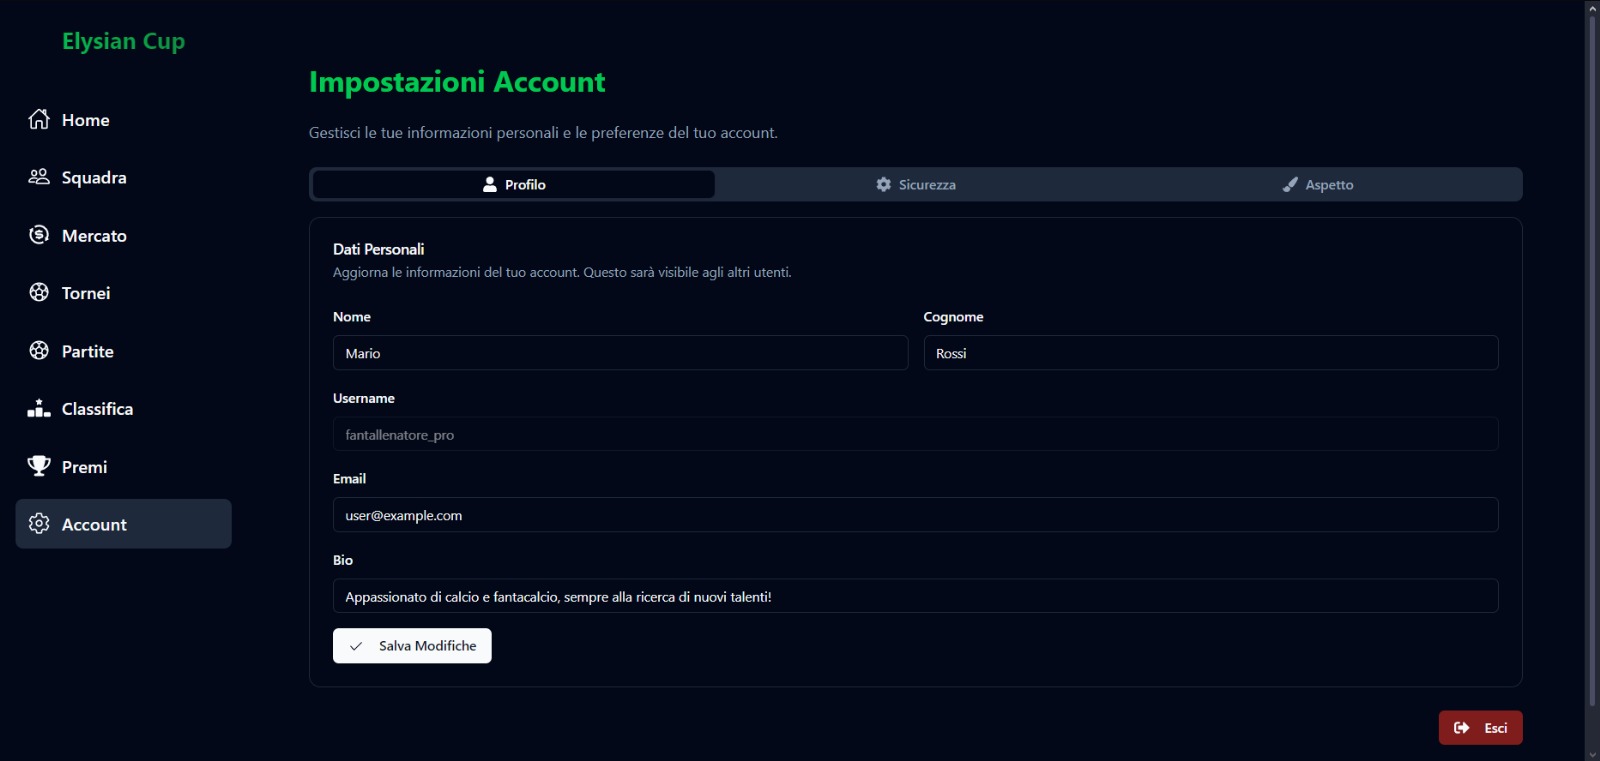 Elysian Cup
Home
Squadra
Mercato
Tornei
Partite
Classifica
Premi
Account
Impostazioni Account
Gestisci le tue informazioni personali e le preferenze del tuo account.
Profilo
Sicurezza
Aspetto
Dati Personali
Aggiorna le informazioni del tuo account. Questo sarà visibile agli altri utenti.
Nome
Cognome
Mario
Rossi
Username
fantallenatore_pro
Email
user@example.com
Bio
Appassionato di calcio e fantacalcio, sempre alla ricerca di nuovi talenti!
Salva Modifiche
Esci